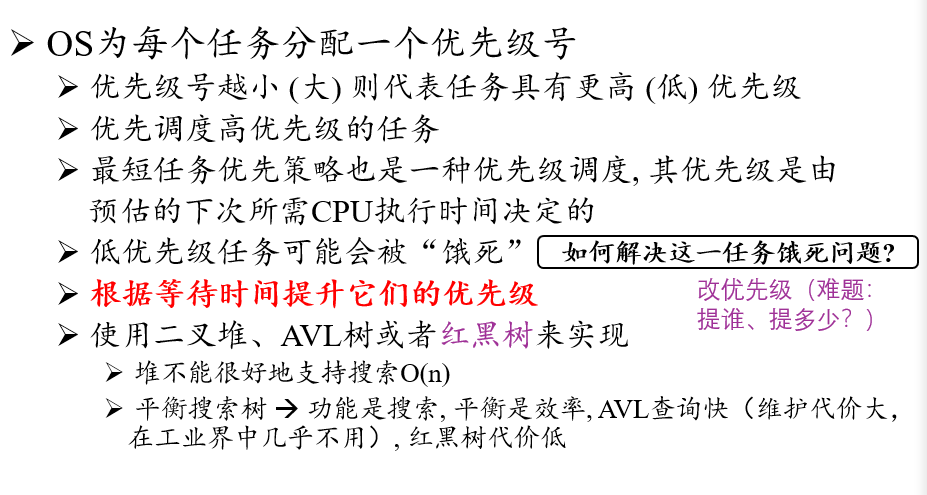 ➢ OS为每个任务分配一个优先级号
➢ 优先级号越小 (大) 则代表任务具有更高 (低) 优先级
➢ 优先调度高优先级的任务
➢ 最短任务优先策略也是一种优先级调度, 其优先级是由
预估的下次所需CPU执行时间决定的
➢ 低优先级任务可能会被“饿死”
如何解决这一任务饿死问题?
➢ 根据等待时间提升它们的优先级
改优先级（难题：
提谁、提多少？）
➢ 使用二叉堆、AVL树或者红黑树来实现
➢ 堆不能很好地支持搜索O(n)
➢ 平衡搜索树 → 功能是搜索, 平衡是效率, AVL查询快（维护代价大，
在工业界中几乎不用）, 红黑树代价低